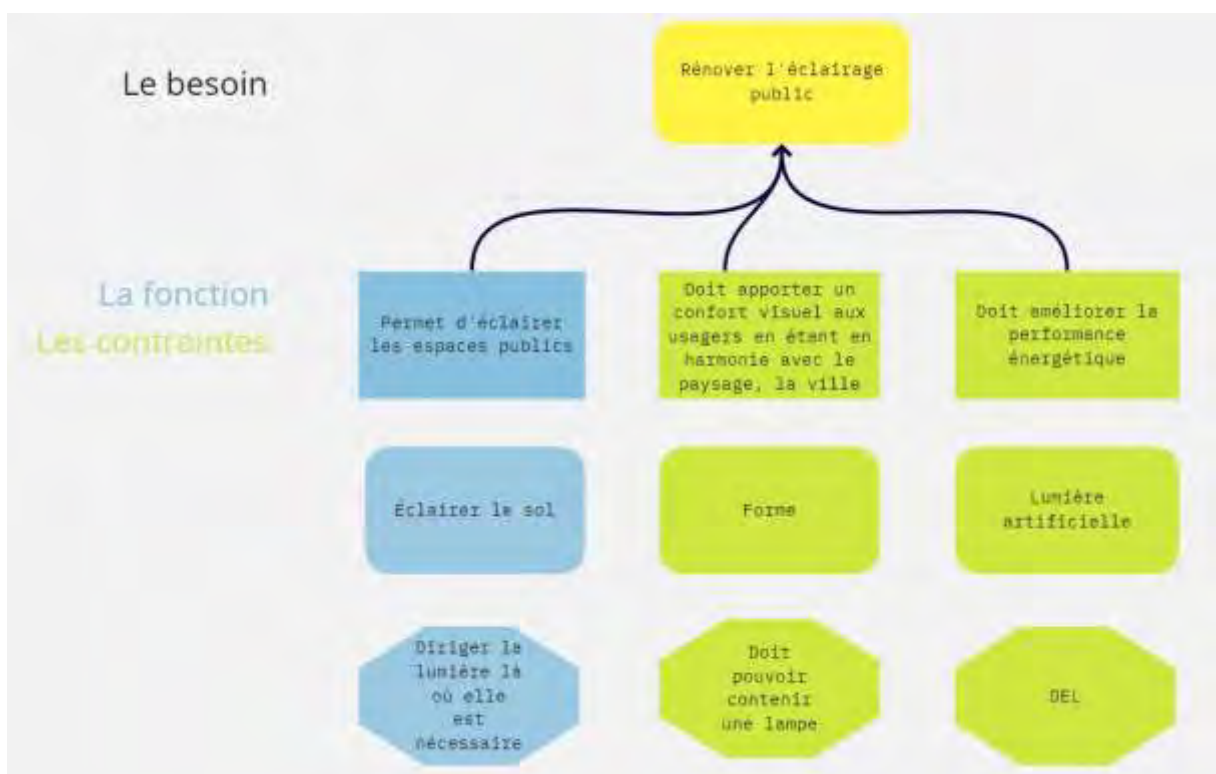 Le besoin
Rénover l'éclairage
public
La fonction
Les contraintes
Permet d'éclairer
les espaces publics
Doit apporter un
confort visuel aux
usagers en étant en
harmonie avec le
paysage, la ville
Doit améliorer la
performance
énergétique
Éclairer le sol
Forme
Lumière
artificielle
Diriger la
lumière là
où elle
est
nécessaire
Doit
pouvoir
contenir
une lampe
DEL